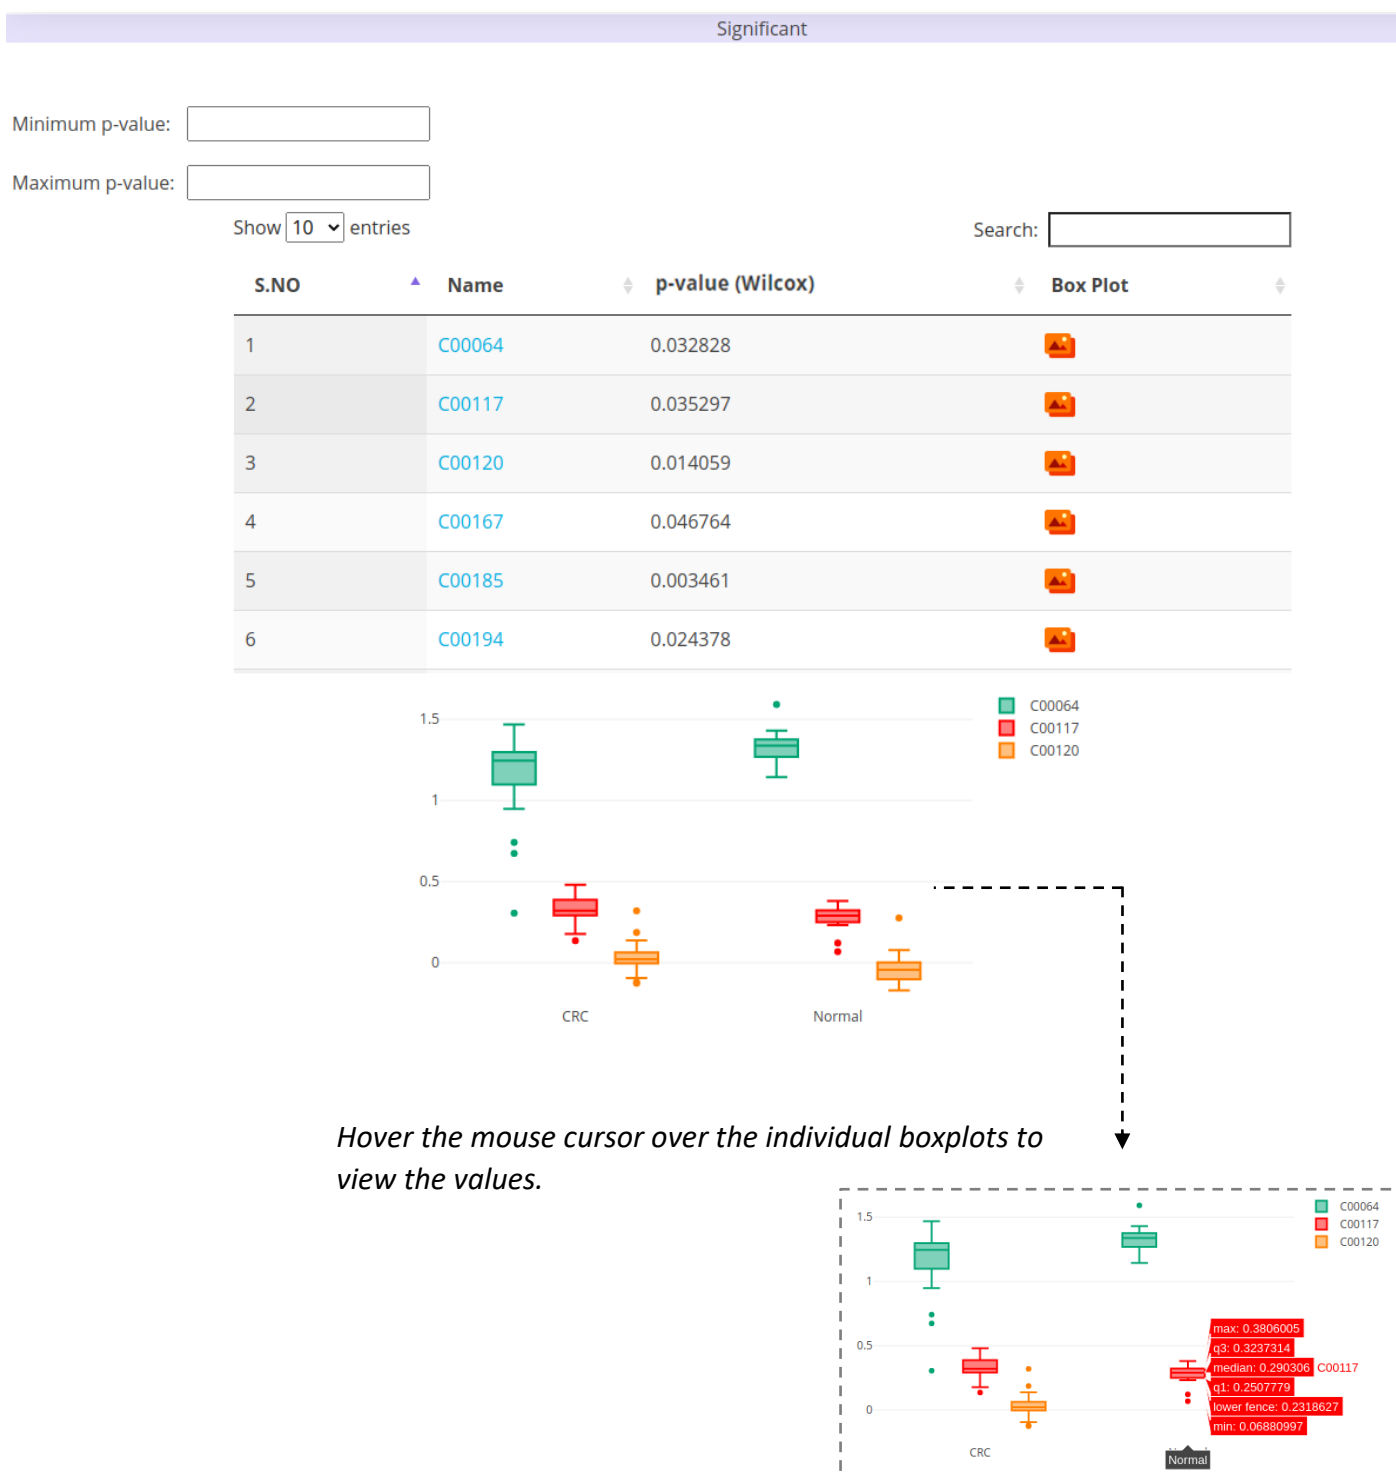 Significant
Minimum p-value:
Maximum p-value:
Show 10 entries
Search:
S.NO Name p-value (Wilcox) Box Plot
1 C00064 0.032828
2 C00117 0.035297
3 C00120 0.014059
4 C00167 0.046764
5 C00185 0.003461
6 C00194 0.024378
1.5
1
0.5
0
CRC Normal
C00064
C00117
C00120
Hover the mouse cursor over the individual boxplots to
view the values.
1.5
1
0.5
0
C00064
C00117
C00120
max: 0.3806005
q3: 0.3237314
median: 0.290306 C00117
q1: 0.2507779
lower fence: 0.2318627
min: 0.06880997
CRC
Normal